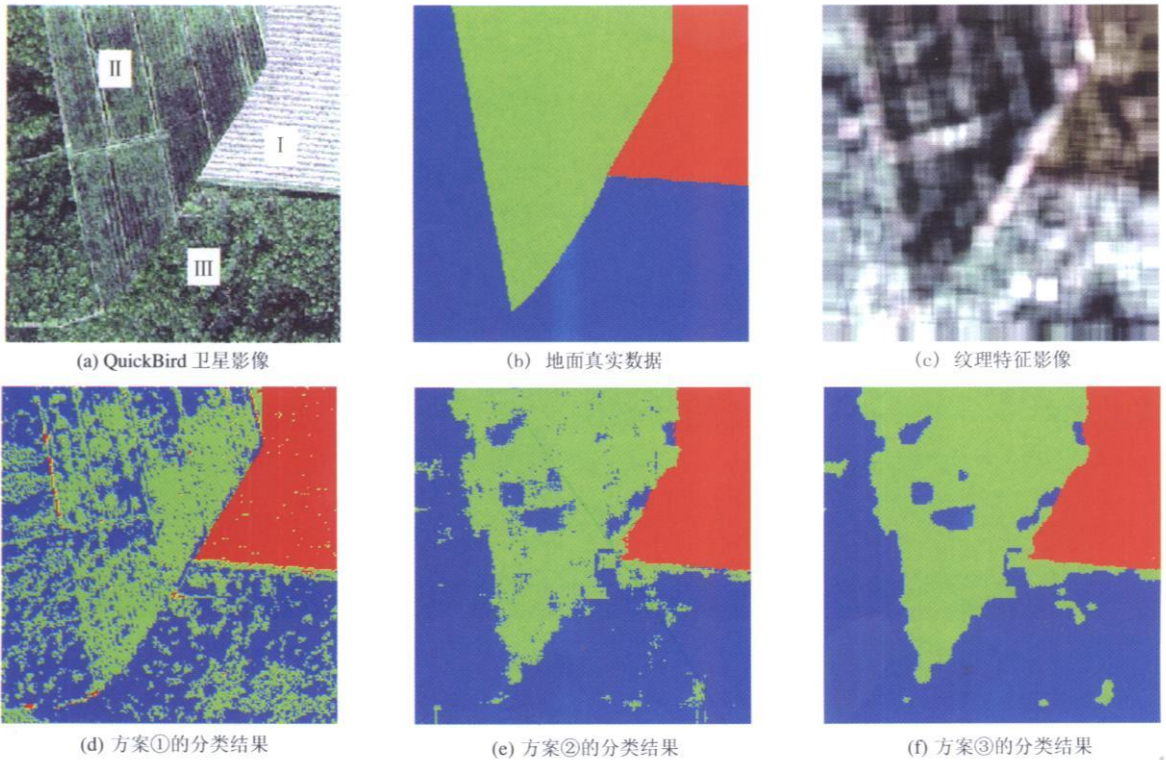 II
I
III
(a) QuickBird 卫星影像
(b) 地面真实数据
(c) 纹理特征影像
(d) 方案①的分类结果
(e) 方案②的分类结果
(f) 方案③的分类结果